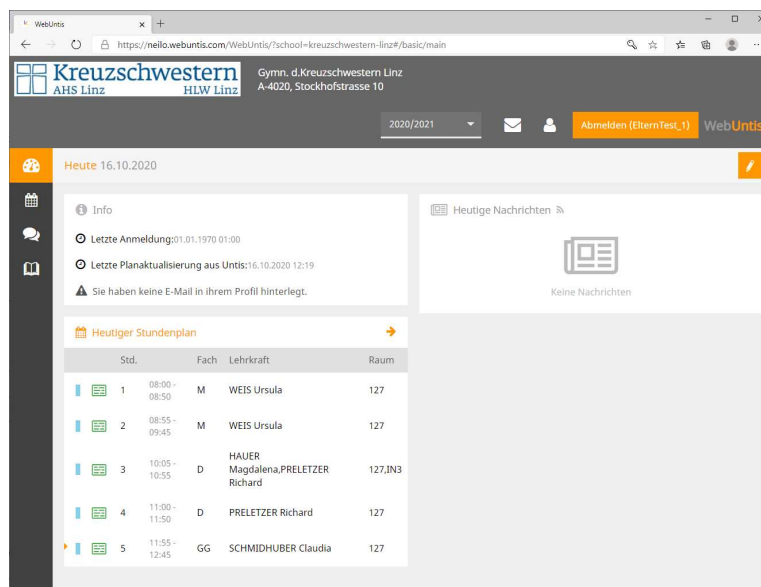 WebUntis
https://neilo.webuntis.com/WebUntis/?school=kreuzschwestern-linz#/basic/main
Kreuzschwestern
AHS Linz HLW Linz
Gymn. d.Kreuzschwestern Linz
A-4020, Stockhofstrasse 10
2020/2021
Abmelden (ElternTest_1)
WebUntis
Heute 16.10.2020
Info
Letzte Anmeldung:01.01.1970 01:00
Letzte Planaktualisierung aus Untis:16.10.2020 12:19
Sie haben keine E-Mail in ihrem Profil hinterlegt.
Heutige Nachrichten
Keine Nachrichten
Heutiger Stundenplan
Std. Fach Lehrkraft Raum
1 08:00 - 08:50 M WEIS Ursula 127
2 08:55 - 09:45 M WEIS Ursula 127
3 10:05 - 10:55 D HAUER Magdalena,PRELETZER Richard 127,IN3
4 11:00 - 11:50 D PRELETZER Richard 127
5 11:55 - 12:45 GG SCHMIDHUBER Claudia 127